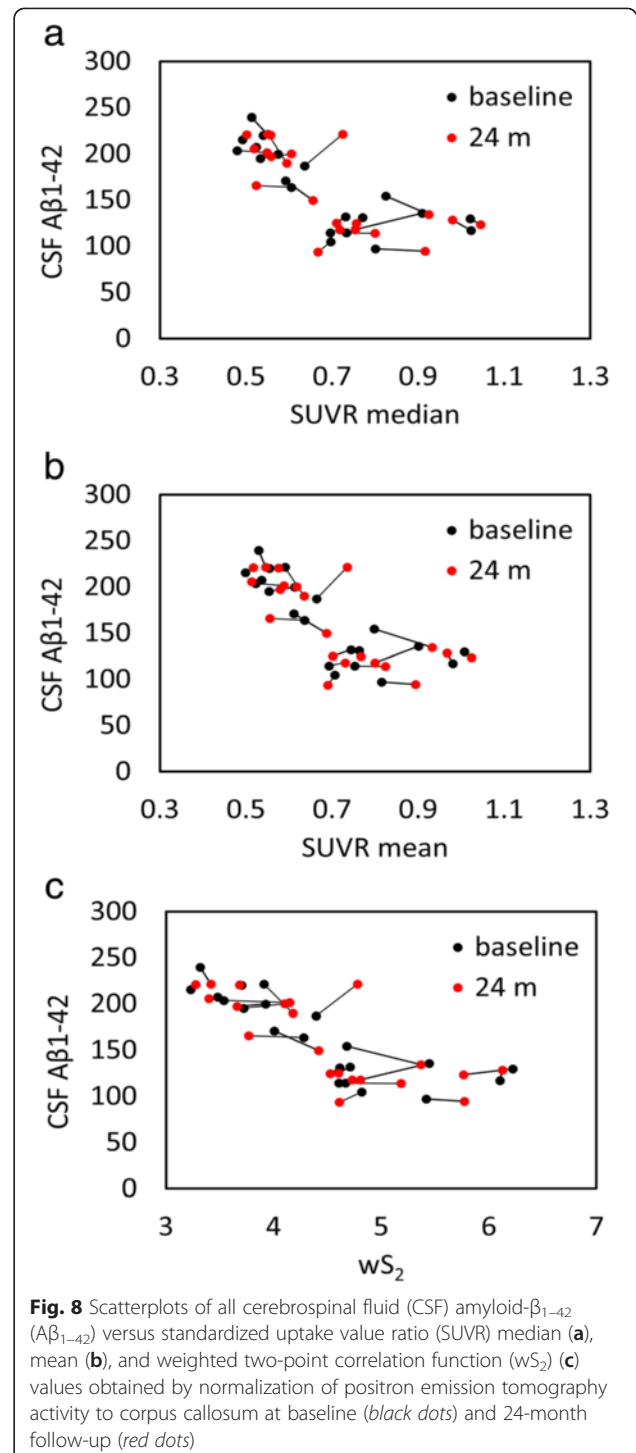 a
300
250
200
150
100
50
0
CSF Aβ1-42
baseline
24 m
0.3 0.5 0.7 0.9 1.1 1.3
SUVR median
b
300
250
200
150
100
50
0
CSF Aβ1-42
baseline
24 m
0.3 0.5 0.7 0.9 1.1 1.3
SUVR mean
c
300
250
200
150
100
50
0
CSF Aβ1-42
baseline
24 m
3 4 5 6 7
wS₂
Fig. 8 Scatterplots of all cerebrospinal fluid (CSF) amyloid-β₁₋₄₂
(Aβ₁₋₄₂) versus standardized uptake value ratio (SUVR) median (a),
mean (b), and weighted two-point correlation function (wS₂) (c)
values obtained by normalization of positron emission tomography
activity to corpus callosum at baseline (black dots) and 24-month
follow-up (red dots)